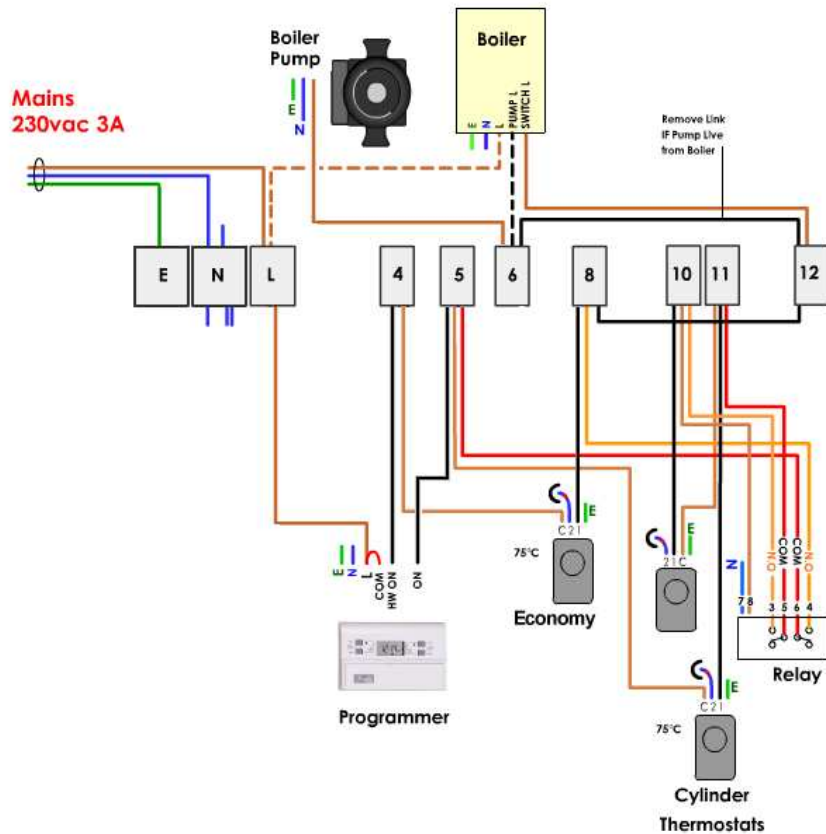 Boiler
Pump
E
N
Boiler
E
N
L
PUMP L
SWITCH L
Mains
230vac 3A
Remove Link
IF Pump Live
from Boiler
E
N
L
4
5
6
8
10
11
12
E
N
L
COM
HW ON
ON
Programmer
C 2 1
E
75°C
Economy
2 1 C
E
N
7
8
N.O
3
COM
5
COM
6
N.O
4
Relay
C 2 1
E
75°C
Cylinder
Thermostats